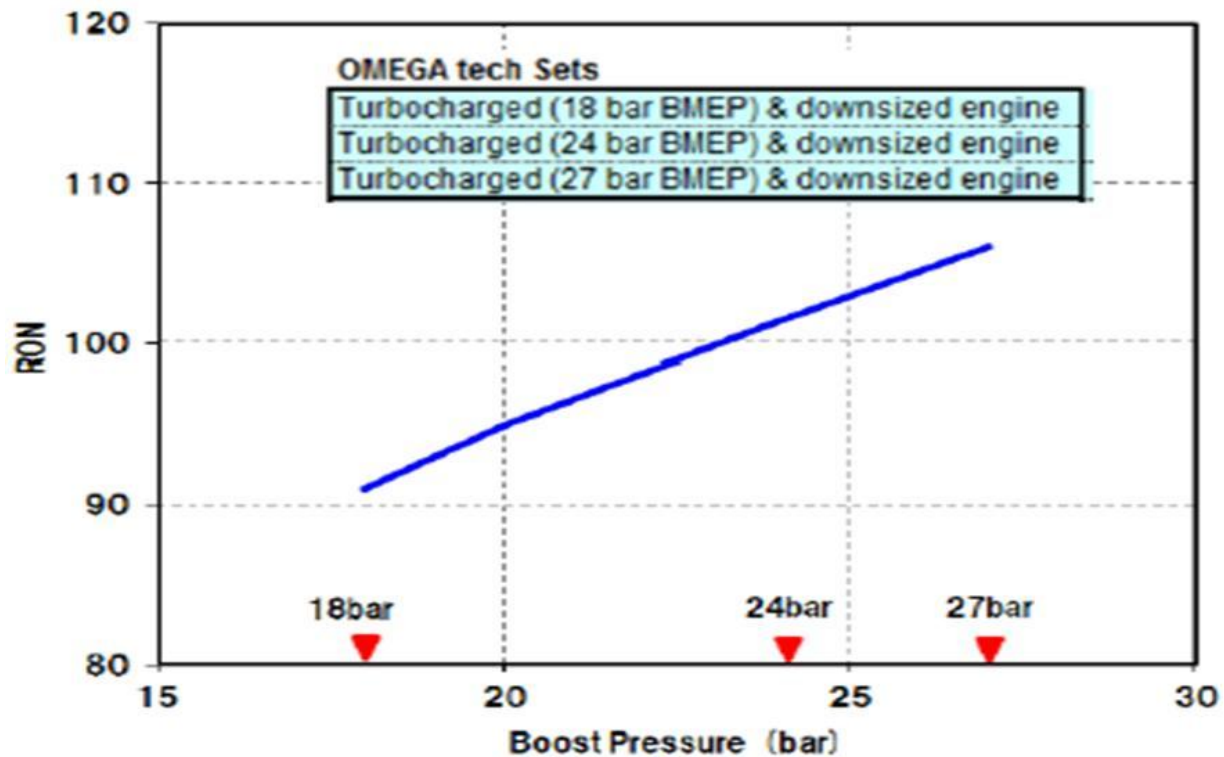 120
OMEGA tech Sets
Turbocharged (18 bar BMEP) & downsized engine
Turbocharged (24 bar BMEP) & downsized engine
Turbocharged (27 bar BMEP) & downsized engine
110
RON
100
90
18bar
24bar
27bar
80
15
20
25
30
Boost Pressure (bar)